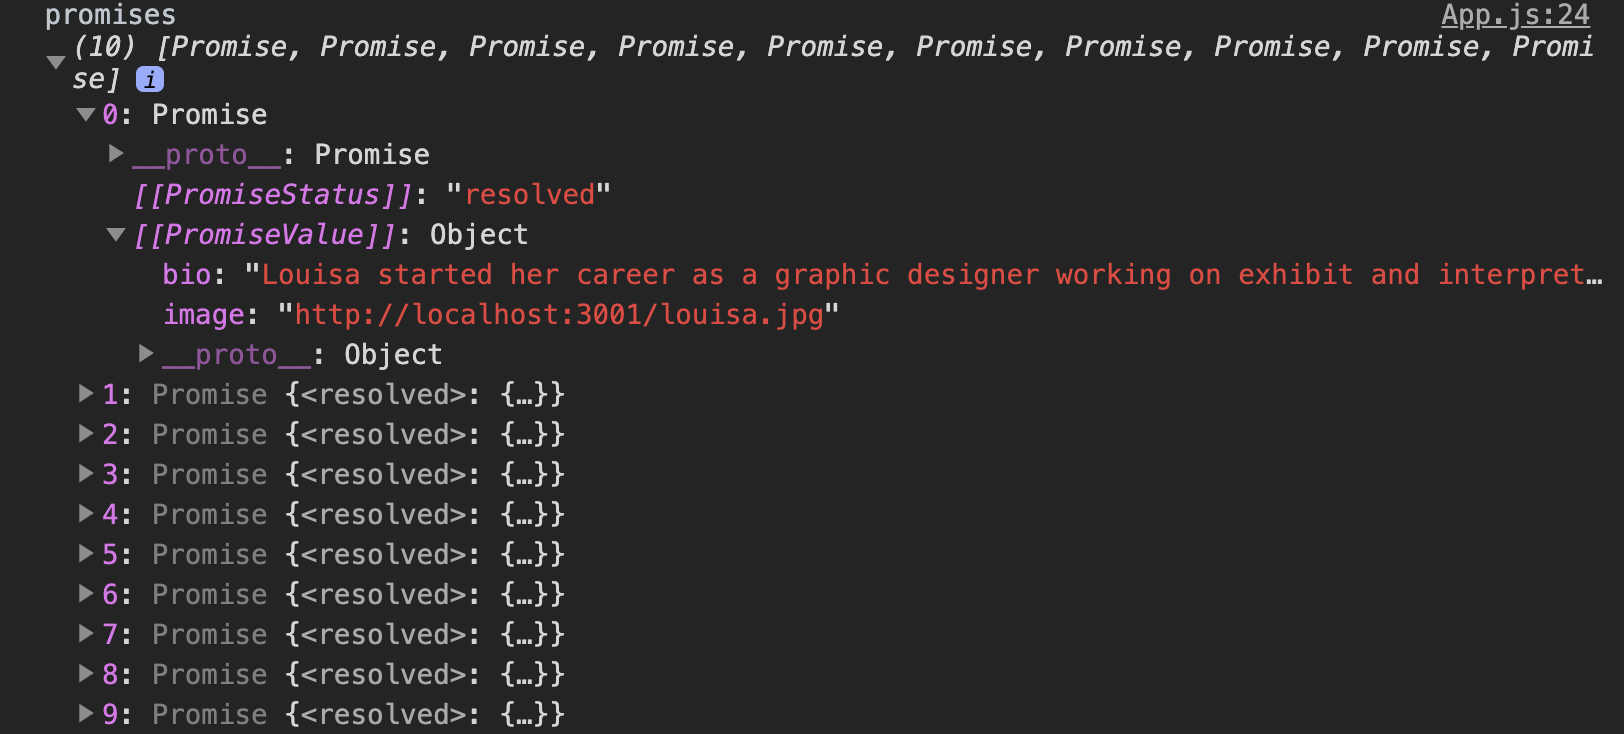 promises App.js:24
(10) [Promise, Promise, Promise, Promise, Promise, Promise, Promise, Promise, Promise, Promi
se] i
0: Promise
__proto__: Promise
[[PromiseStatus]]: "resolved"
[[PromiseValue]]: Object
bio: "Louisa started her career as a graphic designer working on exhibit and interpret…
image: "http://localhost:3001/louisa.jpg"
__proto__: Object
1: Promise {<resolved>: {…}}
2: Promise {<resolved>: {…}}
3: Promise {<resolved>: {…}}
4: Promise {<resolved>: {…}}
5: Promise {<resolved>: {…}}
6: Promise {<resolved>: {…}}
7: Promise {<resolved>: {…}}
8: Promise {<resolved>: {…}}
9: Promise {<resolved>: {…}}